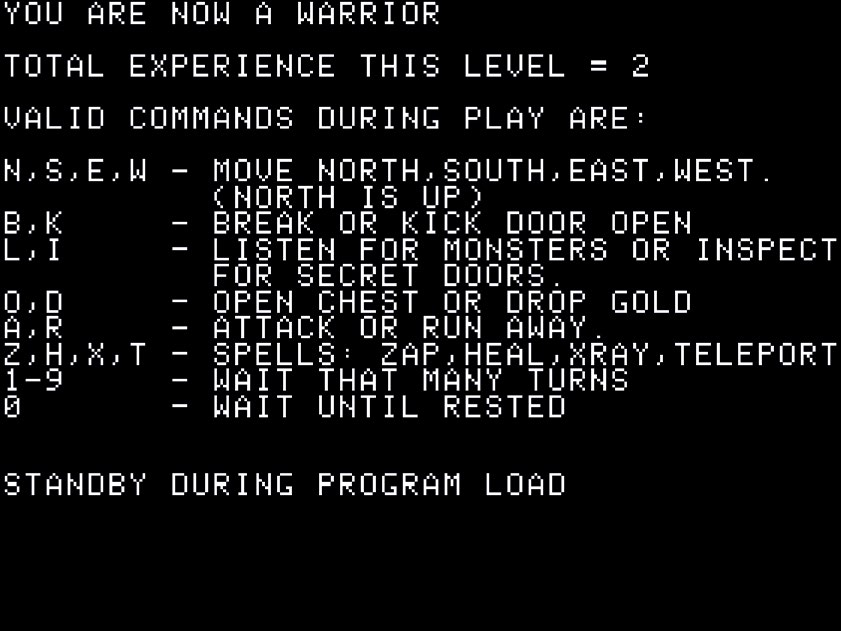 YOU ARE NOW A WARRIOR
TOTAL EXPERIENCE THIS LEVEL = 2
VALID COMMANDS DURING PLAY ARE:
N,S,E,W - MOVE NORTH,SOUTH,EAST,WEST.
(NORTH IS UP)
B,K - BREAK OR KICK DOOR OPEN
L,I - LISTEN FOR MONSTERS OR INSPECT
FOR SECRET DOORS.
O,D - OPEN CHEST OR DROP GOLD
A,R - ATTACK OR RUN AWAY.
Z,H,X,T - SPELLS: ZAP,HEAL,XRAY,TELEPORT
1-9 - WAIT THAT MANY TURNS
0 - WAIT UNTIL RESTED
STANDBY DURING PROGRAM LOAD